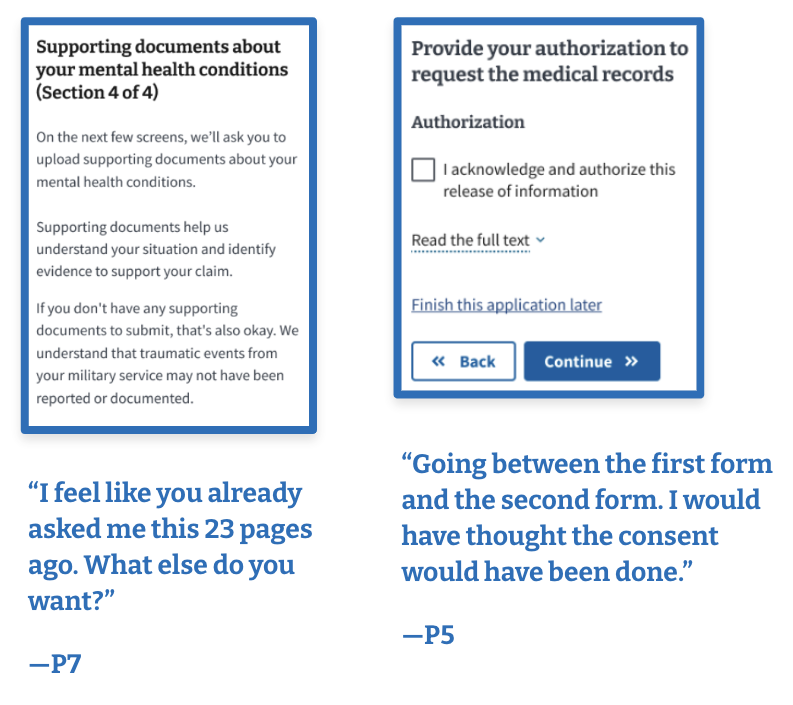 Supporting documents about
your mental health conditions
(Section 4 of 4)
On the next few screens, we’ll ask you to
upload supporting documents about your
mental health conditions.
Supporting documents help us
understand your situation and identify
evidence to support your claim.
If you don't have any supporting
documents to submit, that's also okay. We
understand that traumatic events from
your military service may not have been
reported or documented.
“I feel like you already
asked me this 23 pages
ago. What else do you
want?”
—P7
Provide your authorization to
request the medical records
Authorization
I acknowledge and authorize this
release of information
Read the full text
Finish this application later
Back
Continue
“Going between the first form
and the second form. I would
have thought the consent
would have been done.”
—P5